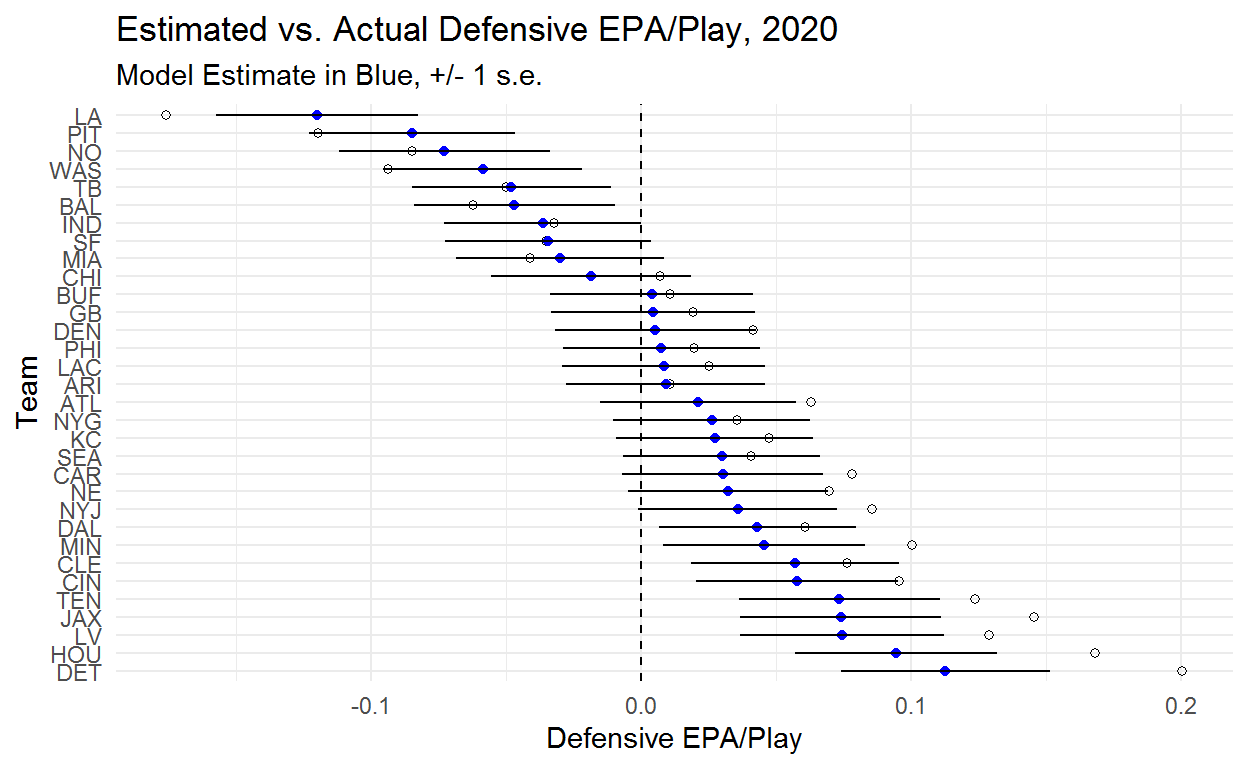 Estimated vs. Actual Defensive EPA/Play, 2020
Model Estimate in Blue, +/- 1 s.e.
LA
PIT
NO
WAS
TB
BAL
IND
SF
MIA
CHI
BUF
GB
DEN
PHI
LAC
ARI
ATL
NYG
KC
SEA
CAR
NE
NYJ
DAL
MIN
CLE
CIN
TEN
JAX
LV
HOU
DET
Team
-0.1 0.0 0.1 0.2
Defensive EPA/Play